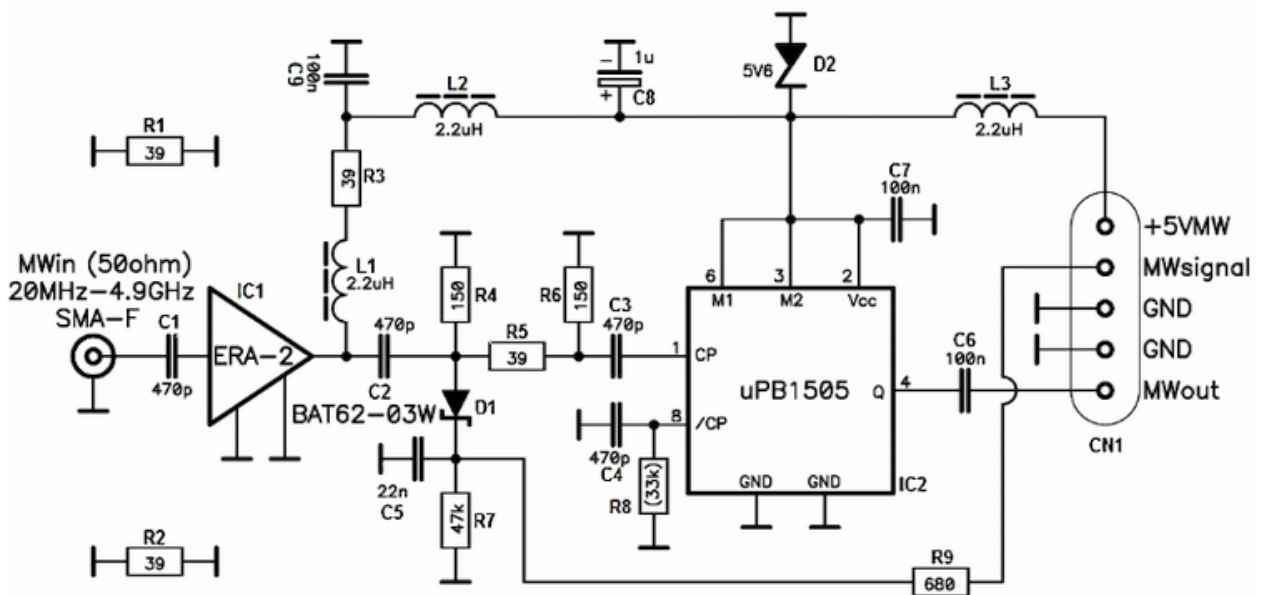 100n
C9
L2
2.2uH
-
1u
+
C8
5V6
D2
L3
2.2uH
R1
39
39
R3
C7
100n
L1
2.2uH
MWin (50ohm)
20MHz-4.9GHz
SMA-F
C1
470p
IC1
ERA-2
470p
C2
150
R4
R5
39
R6
150
C3
470p
6
3
2
M1
M2
Vcc
1
CP
8
/CP
uPB1505
Q
4
GND
GND
IC2
C6
100n
+5VMW
MWsignal
GND
GND
MWout
CN1
BAT62-03W
D1
22n
C5
47k
R7
470p
C4
R8
(33k)
R2
39
R9
680